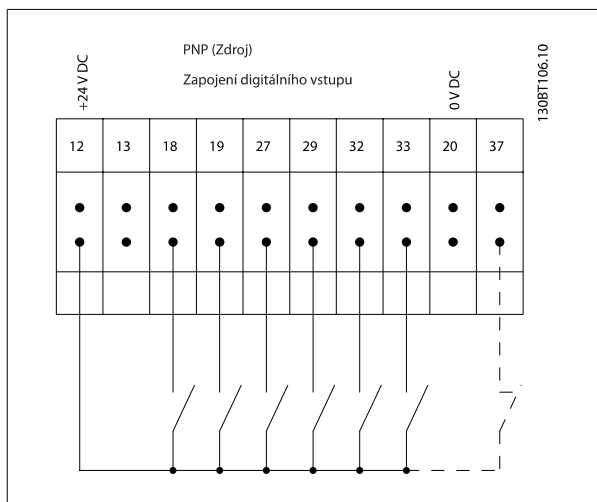 PNP (Zdroj)
Zapojení digitálního vstupu
+24 V DC
0 V DC
130BT106.10
12 13 18 19 27 29 32 33 20 37